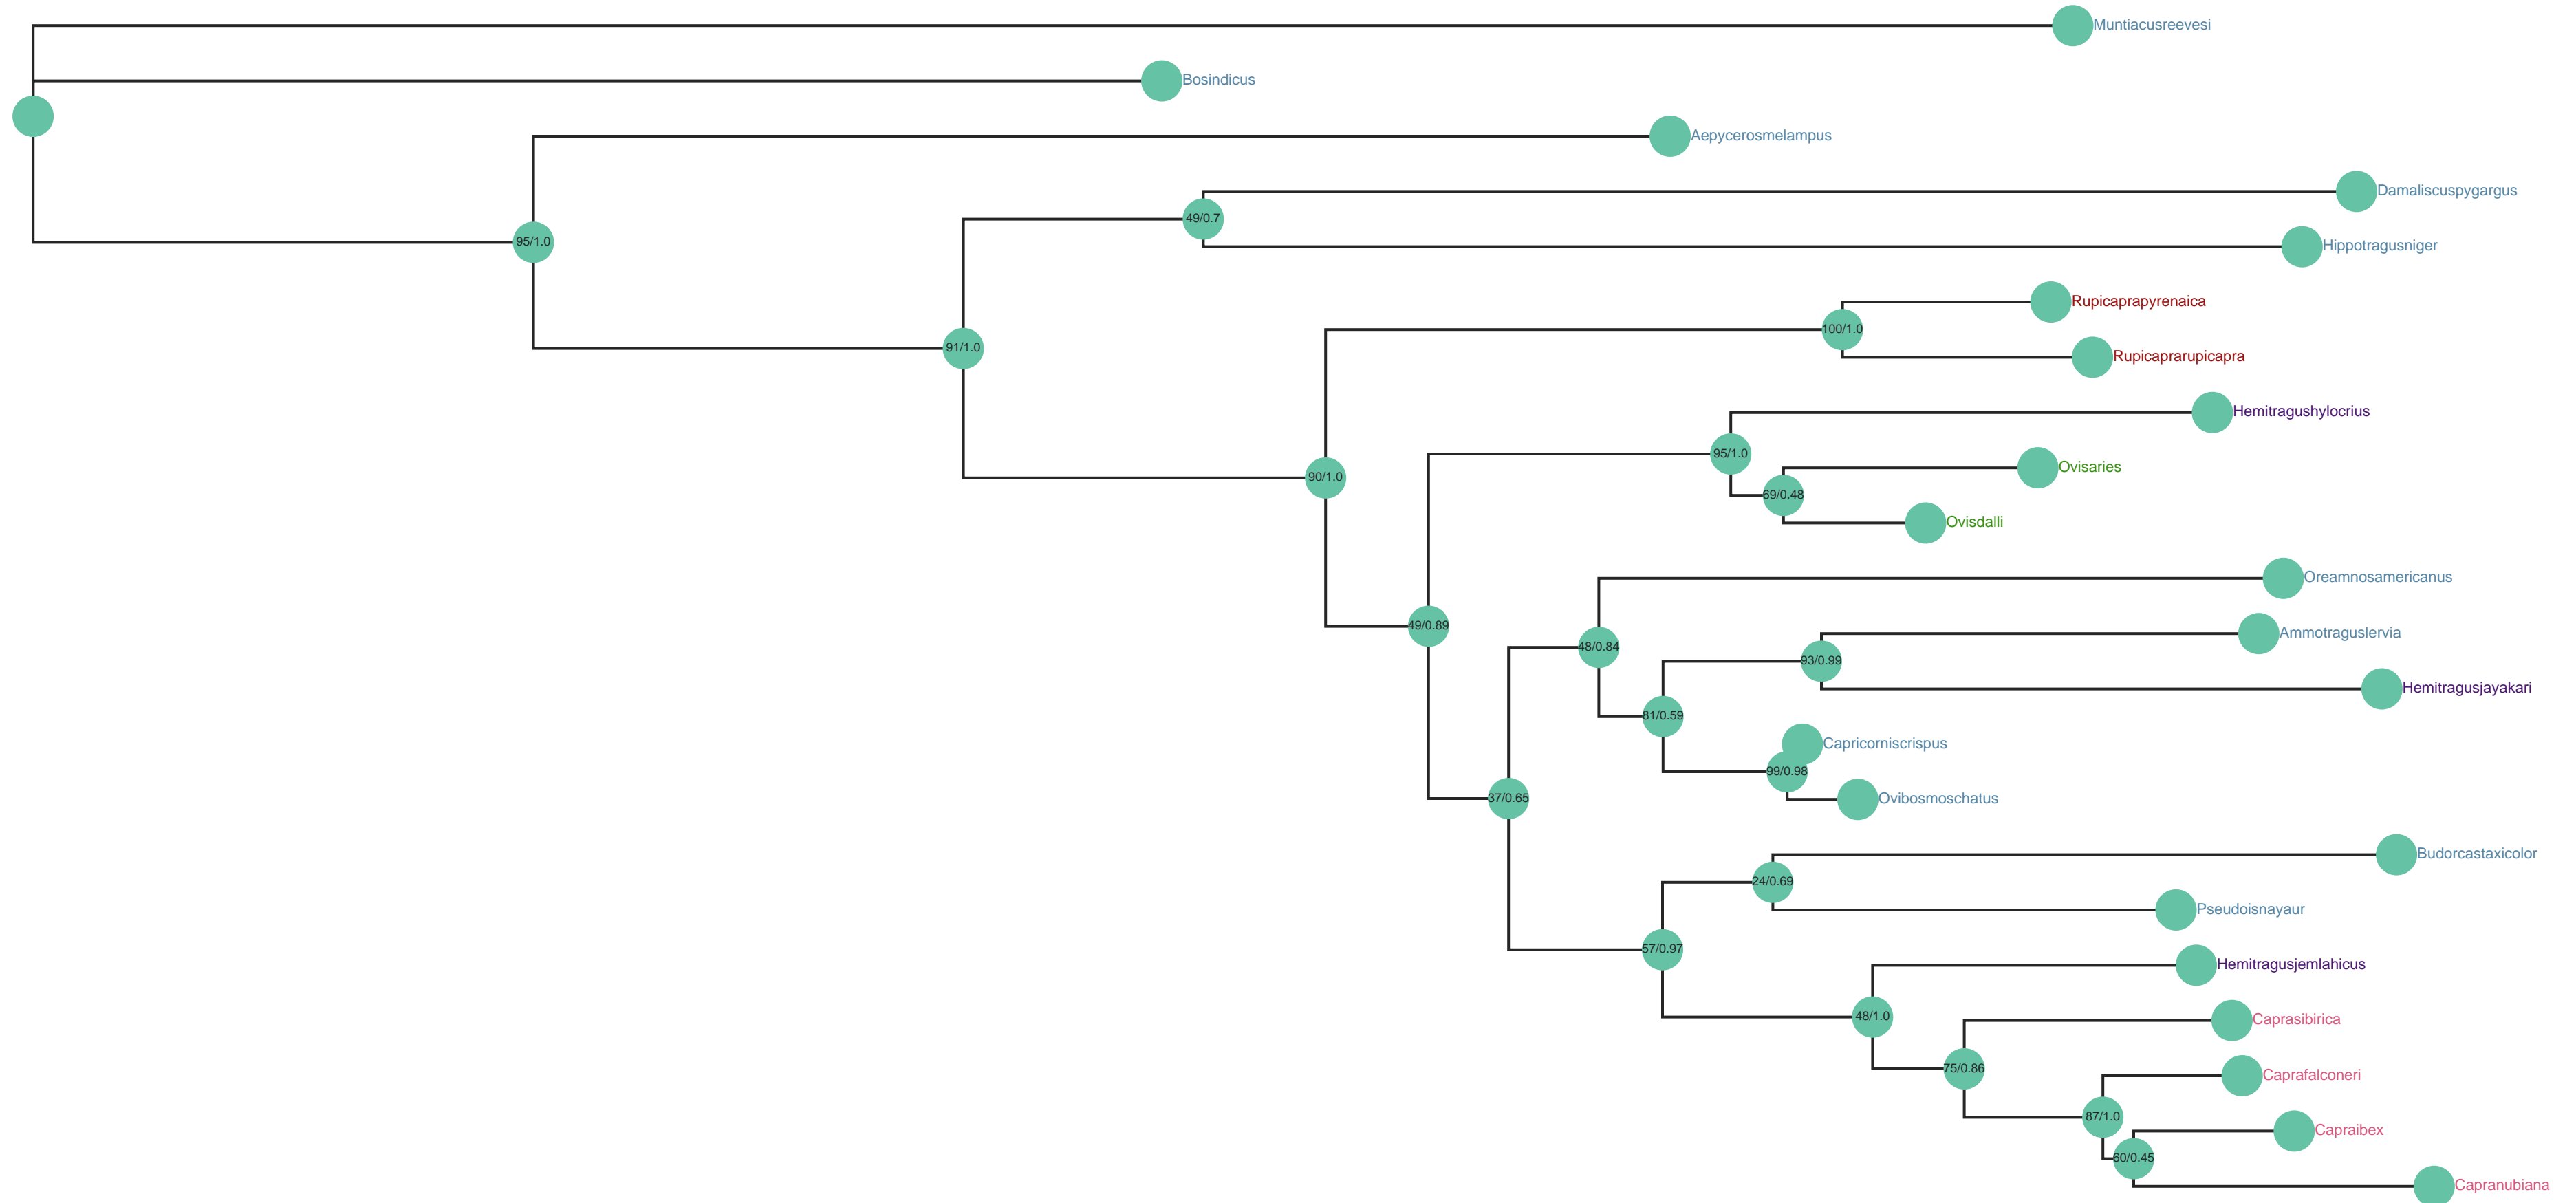 Muntiacusreevesi
Bosindicus
Aepycerosmelampus
Damaliscuspygargus
49/0.7
95/1.0
Hippotragusniger
Rupicaprapyrenaica
100/1.0
91/1.0
Rupicaprarupicapra
Hemitragushylocrius
95/1.0
Ovisaries
90/1.0
69/0.48
Ovisdalli
Oreamnosamericanus
49/0.89
Ammotraguslervia
48/0.84
93/0.99
Hemitragusjayakari
81/0.59
Capricorniscrispus
99/0.98
37/0.65
Ovibosmoschatus
Budorcastaxicolor
24/0.69
Pseudoisnayaur
57/0.97
Hemitragusjemlahicus
48/1.0
Caprasibirica
75/0.86
Caprafalconeri
87/1.0
Capraibex
60/0.45
Capranubiana